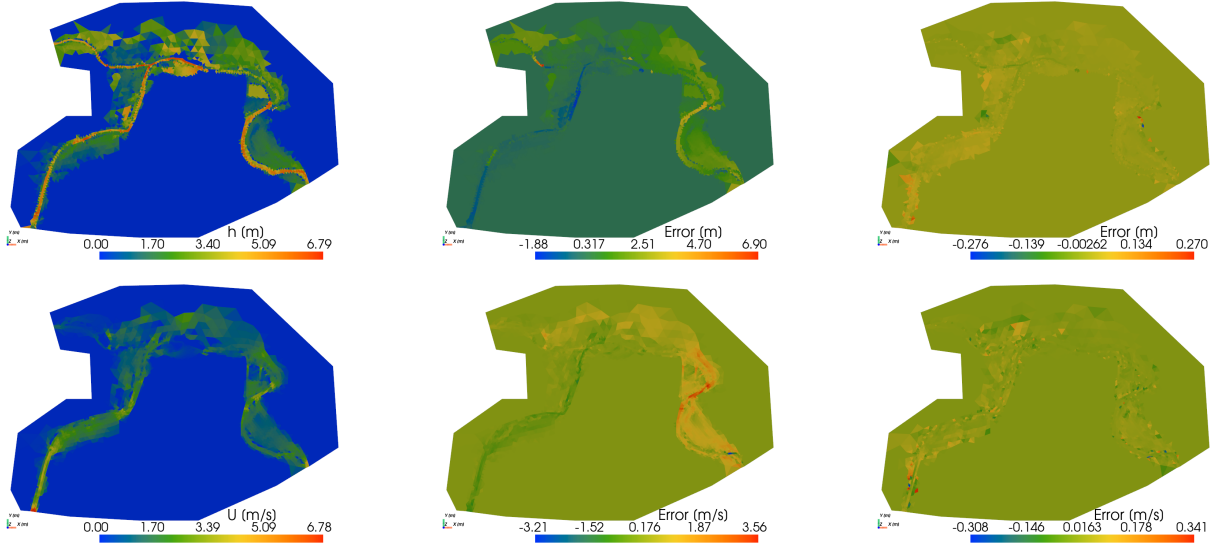 h (m)
0.00 1.70 3.40 5.09 6.79
Error (m)
-1.88 0.317 2.51 4.70 6.90
Error (m)
-0.276 -0.139 -0.00262 0.134 0.270
U (m/s)
0.00 1.70 3.39 5.09 6.78
Error (m/s)
-3.21 -1.52 0.176 1.87 3.56
Error (m/s)
-0.308 -0.146 0.0163 0.178 0.341